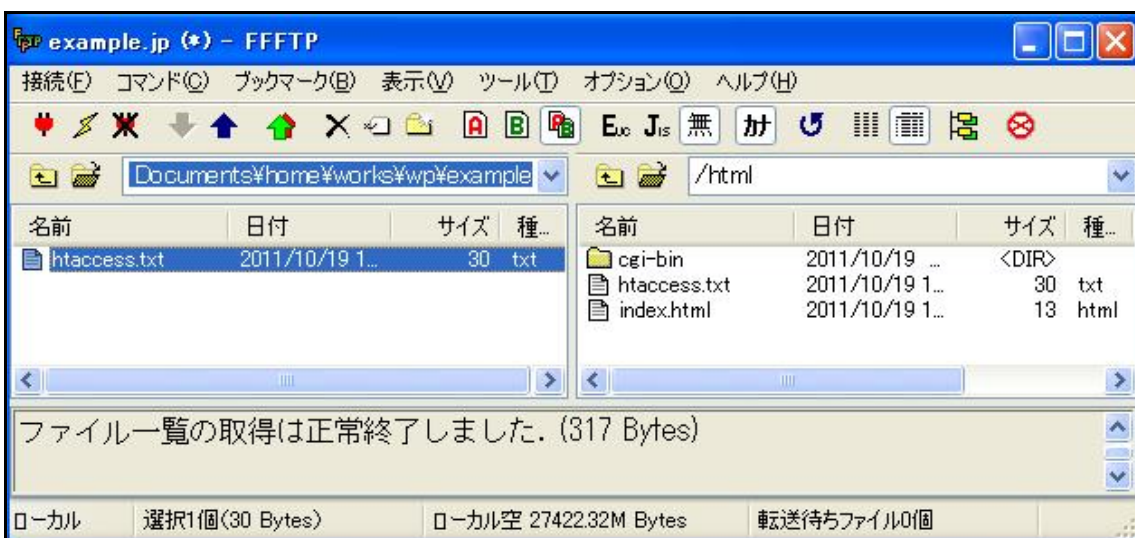 example.jp (*) - FFFTP
接続(F) コマンド(C) ブックマーク(B) 表示(V) ツール(T) オプション(O) ヘルプ(H)
A B Euc JIS 無 カナ
Documents¥home¥works¥wp¥example /html
名前 日付 サイズ 種... 名前 日付 サイズ 種...
htaccess.txt 2011/10/19 1... 30 txt cgi-bin 2011/10/19 ... <DIR>
htaccess.txt 2011/10/19 1... 30 txt
index.html 2011/10/19 1... 13 html
ファイル一覧の取得は正常終了しました. (317 Bytes)
ローカル 選択1個(30 Bytes) ローカル空 27422.32M Bytes 転送待ちファイル0個